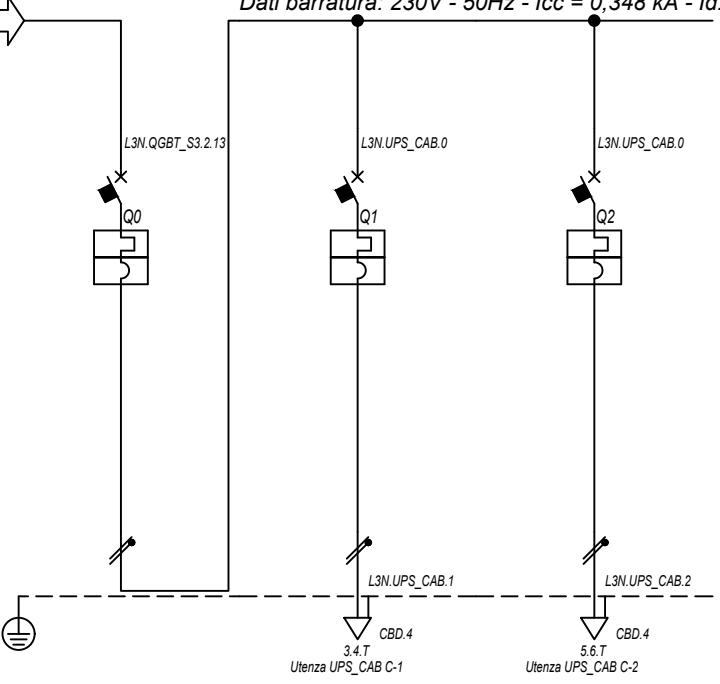 Dati barratura: 230V - 50Hz - Icc = 0,348 kA -
L3N.QGBT_S3.2.13
L3N.UPS_CAB.0
L3N.UPS_CAB.0
Q0
Q1
Q2
L3N.UPS_CAB.1
L3N.UPS_CAB.2
CBD.4
CBD.4
3.4.T
5.6.T
Utenza UPS_CAB C-1
Utenza UPS_CAB C-2